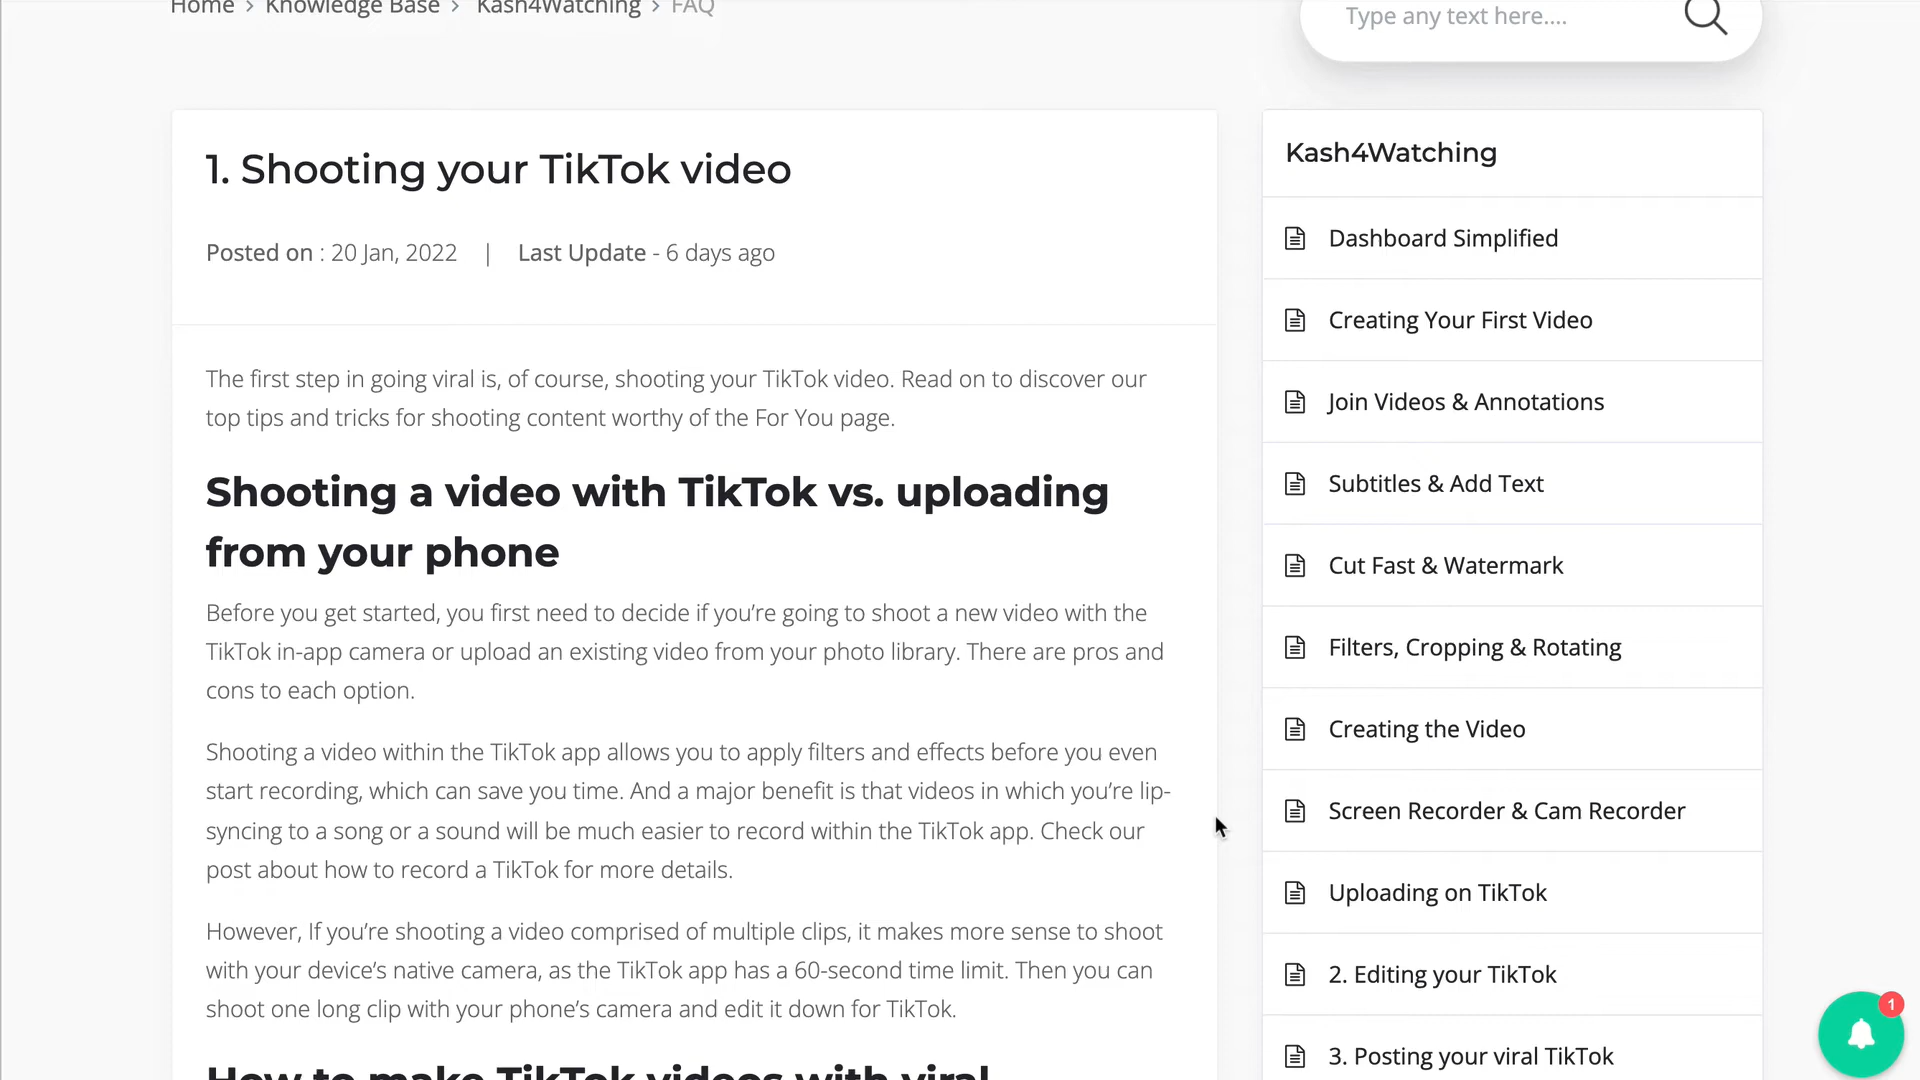 Home > Knowledge Base > Kash4Watching > FAQ
Type any text here....
1. Shooting your TikTok video
Posted on : 20 Jan, 2022 | Last Update - 6 days ago
The first step in going viral is, of course, shooting your TikTok video. Read on to discover our
top tips and tricks for shooting content worthy of the For You page.
Shooting a video with TikTok vs. uploading
from your phone
Before you get started, you first need to decide if you’re going to shoot a new video with the
TikTok in-app camera or upload an existing video from your photo library. There are pros and
cons to each option.
Shooting a video within the TikTok app allows you to apply filters and effects before you even
start recording, which can save you time. And a major benefit is that videos in which you’re lip-
syncing to a song or a sound will be much easier to record within the TikTok app. Check our
post about how to record a TikTok for more details.
However, If you’re shooting a video comprised of multiple clips, it makes more sense to shoot
with your device’s native camera, as the TikTok app has a 60-second time limit. Then you can
shoot one long clip with your phone’s camera and edit it down for TikTok.
How to make TikTok videos with viral
Kash4Watching
Dashboard Simplified
Creating Your First Video
Join Videos & Annotations
Subtitles & Add Text
Cut Fast & Watermark
Filters, Cropping & Rotating
Creating the Video
Screen Recorder & Cam Recorder
Uploading on TikTok
2. Editing your TikTok
3. Posting your viral TikTok
1